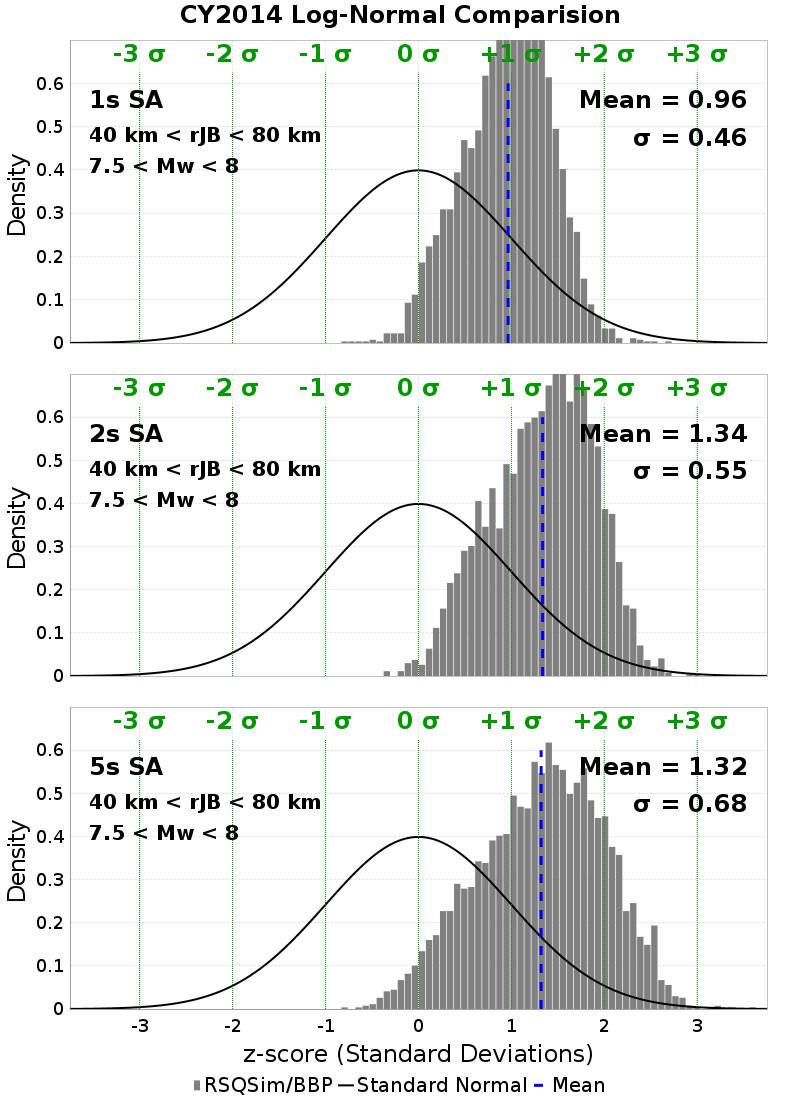 CY2014 Log-Normal Comparision
-3 σ -2 σ -1 σ 0 σ +1 σ +2 σ +3 σ
1s SA
Mean = 0.96
40 km < rJB < 80 km
σ = 0.46
7.5 < Mw < 8
0.6
0.5
0.4
0.3
0.2
0.1
0
Density
-3 σ -2 σ -1 σ 0 σ +1 σ +2 σ +3 σ
2s SA
Mean = 1.34
40 km < rJB < 80 km
σ = 0.55
7.5 < Mw < 8
0.6
0.5
0.4
0.3
0.2
0.1
0
Density
-3 σ -2 σ -1 σ 0 σ +1 σ +2 σ +3 σ
5s SA
Mean = 1.32
40 km < rJB < 80 km
σ = 0.68
7.5 < Mw < 8
0.6
0.5
0.4
0.3
0.2
0.1
0
Density
-3 -2 -1 0 1 2 3
z-score (Standard Deviations)
RSQSim/BBP Standard Normal Mean